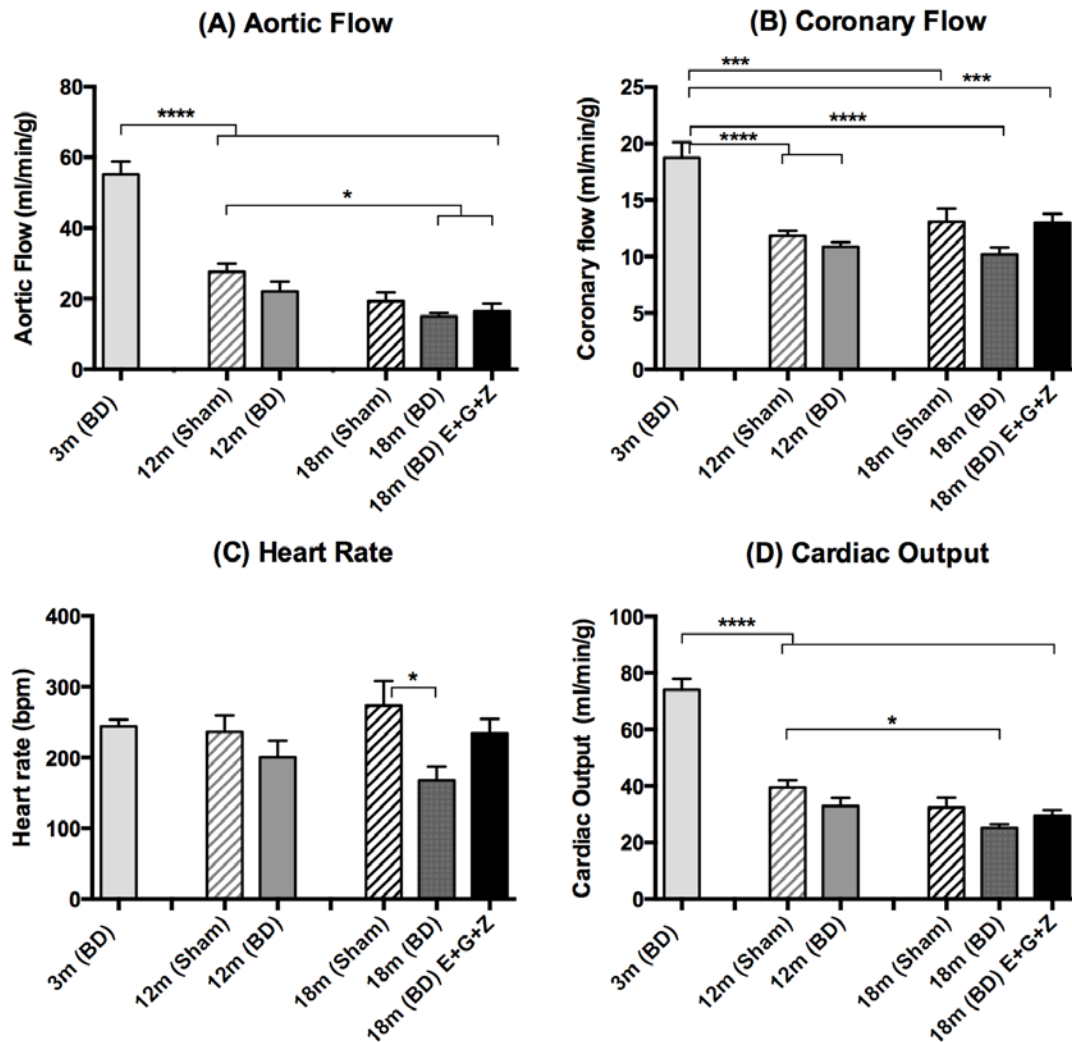 (A) Aortic Flow
Aortic Flow (ml/min/g)
80
60
40
20
0
****
*
3m (BD)
12m (Sham)
12m (BD)
18m (Sham)
18m (BD)
18m (BD) E+G+Z
(B) Coronary Flow
Coronary flow (ml/min/g)
25
20
15
10
5
0
***
***
****
****
3m (BD)
12m (Sham)
12m (BD)
18m (Sham)
18m (BD)
18m (BD) E+G+Z
(C) Heart Rate
Heart rate (bpm)
400
300
200
100
0
*
3m (BD)
12m (Sham)
12m (BD)
18m (Sham)
18m (BD)
18m (BD) E+G+Z
(D) Cardiac Output
Cardiac Output (ml/min/g)
100
80
60
40
20
0
****
*
3m (BD)
12m (Sham)
12m (BD)
18m (Sham)
18m (BD)
18m (BD) E+G+Z